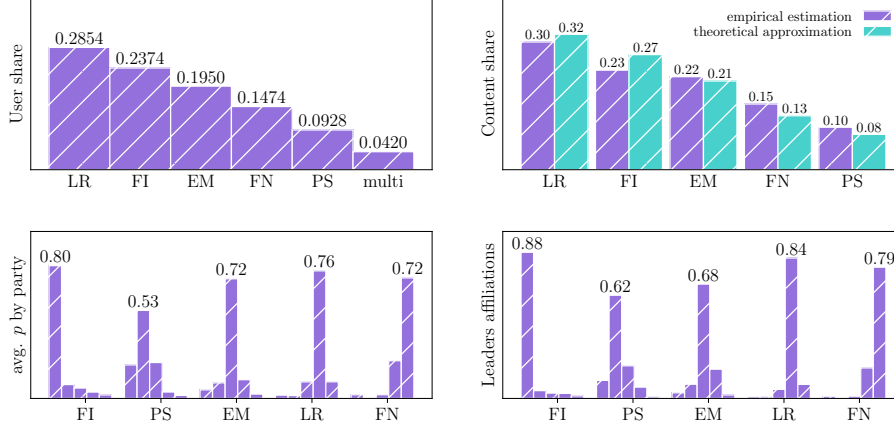 User share
0.2854
0.2374
0.1950
0.1474
0.0928
0.0420
LR FI EM FN PS multi
Content share
empirical estimation
theoretical approximation
0.30 0.32
0.23 0.27
0.22 0.21
0.15 0.13
0.10 0.08
LR FI EM FN PS
avg. p by party
0.80
0.53
0.72
0.76
0.72
FI PS EM LR FN
Leaders affiliations
0.88
0.62
0.68
0.84
0.79
FI PS EM LR FN